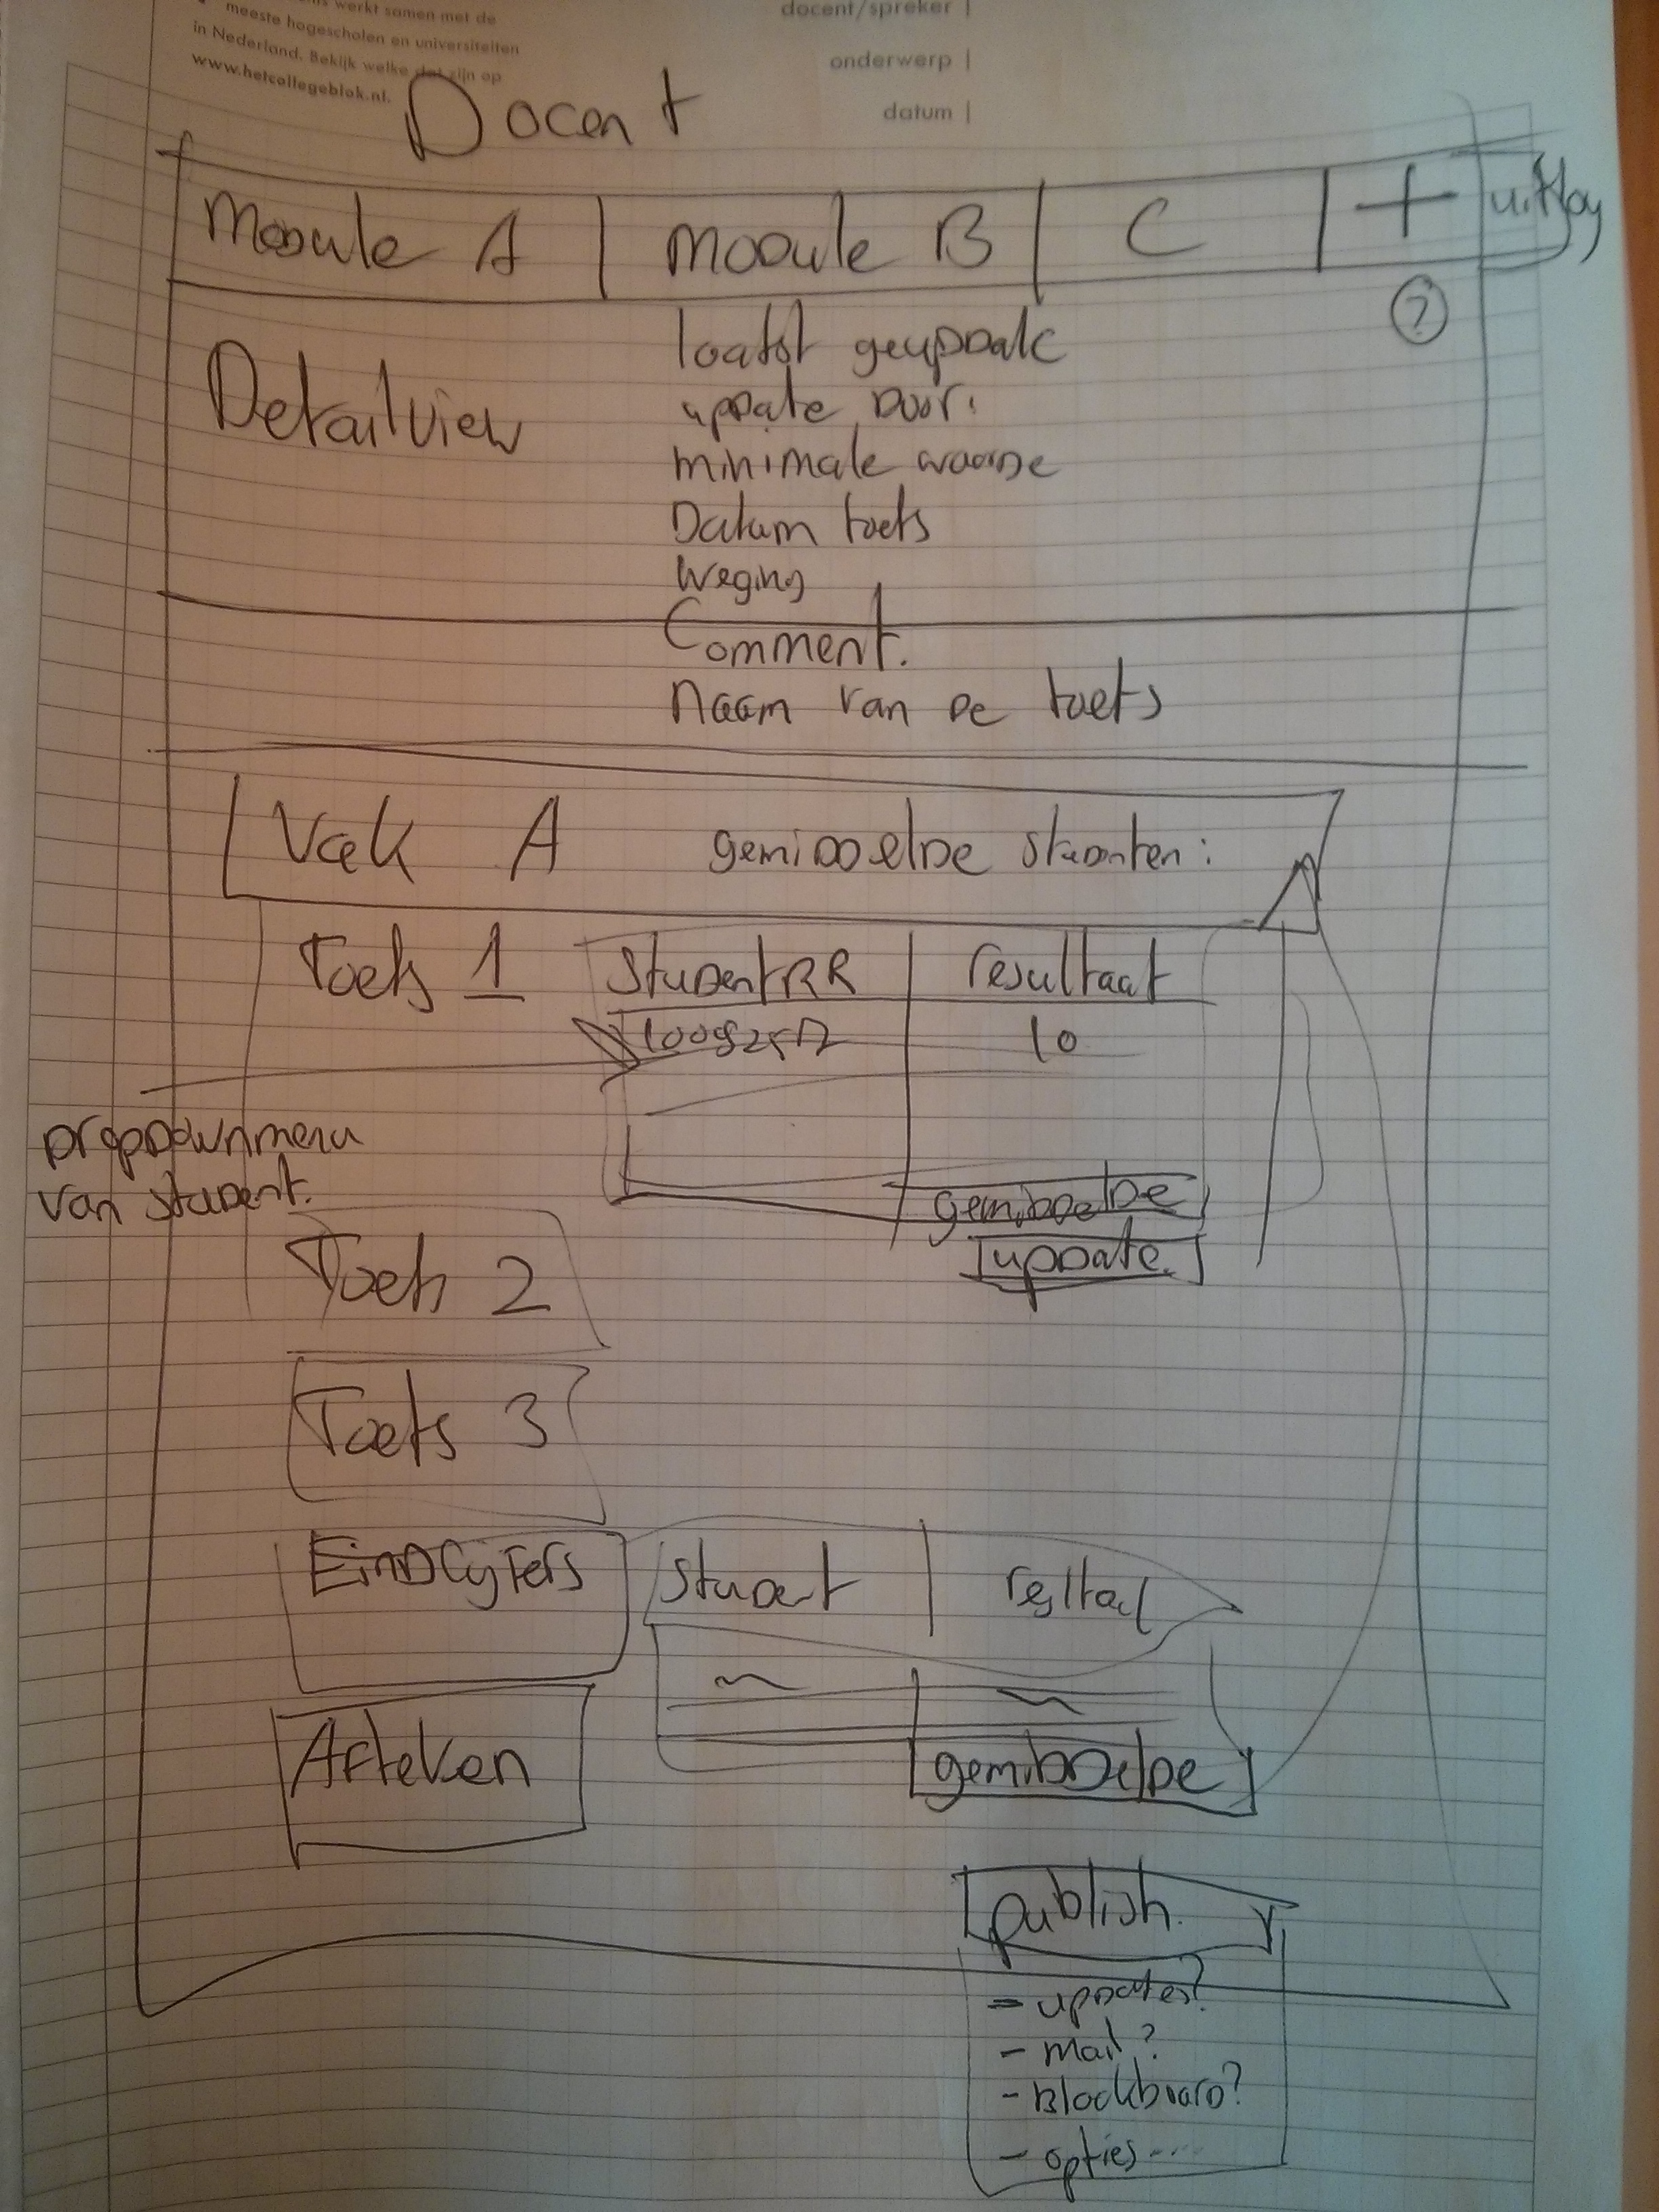 werkt samen met de
meeste hogescholen en universiteiten
in Nederland. Bekijk welke dat zijn op
www.hetcollegeblok.nl.
docent/spreker |
onderwerp |
datum |
Docent
Module A | Module B | C | + uitlog
?
Detailview
laatst geupdate
update door:
minimale waarde
Datum toets
Weging
Comment.
naam van de toets
Vak A gemiddelde studenten:
Toets 1 StudentNR | resultaat
10
dropdownmenu
van student.
gemiddelde
update
Toets 2
Toets 3
Eindcijfers student |
Afteken
gemiddelde
publish.
- updates?
- mail?
- Blackboard?
- opties....